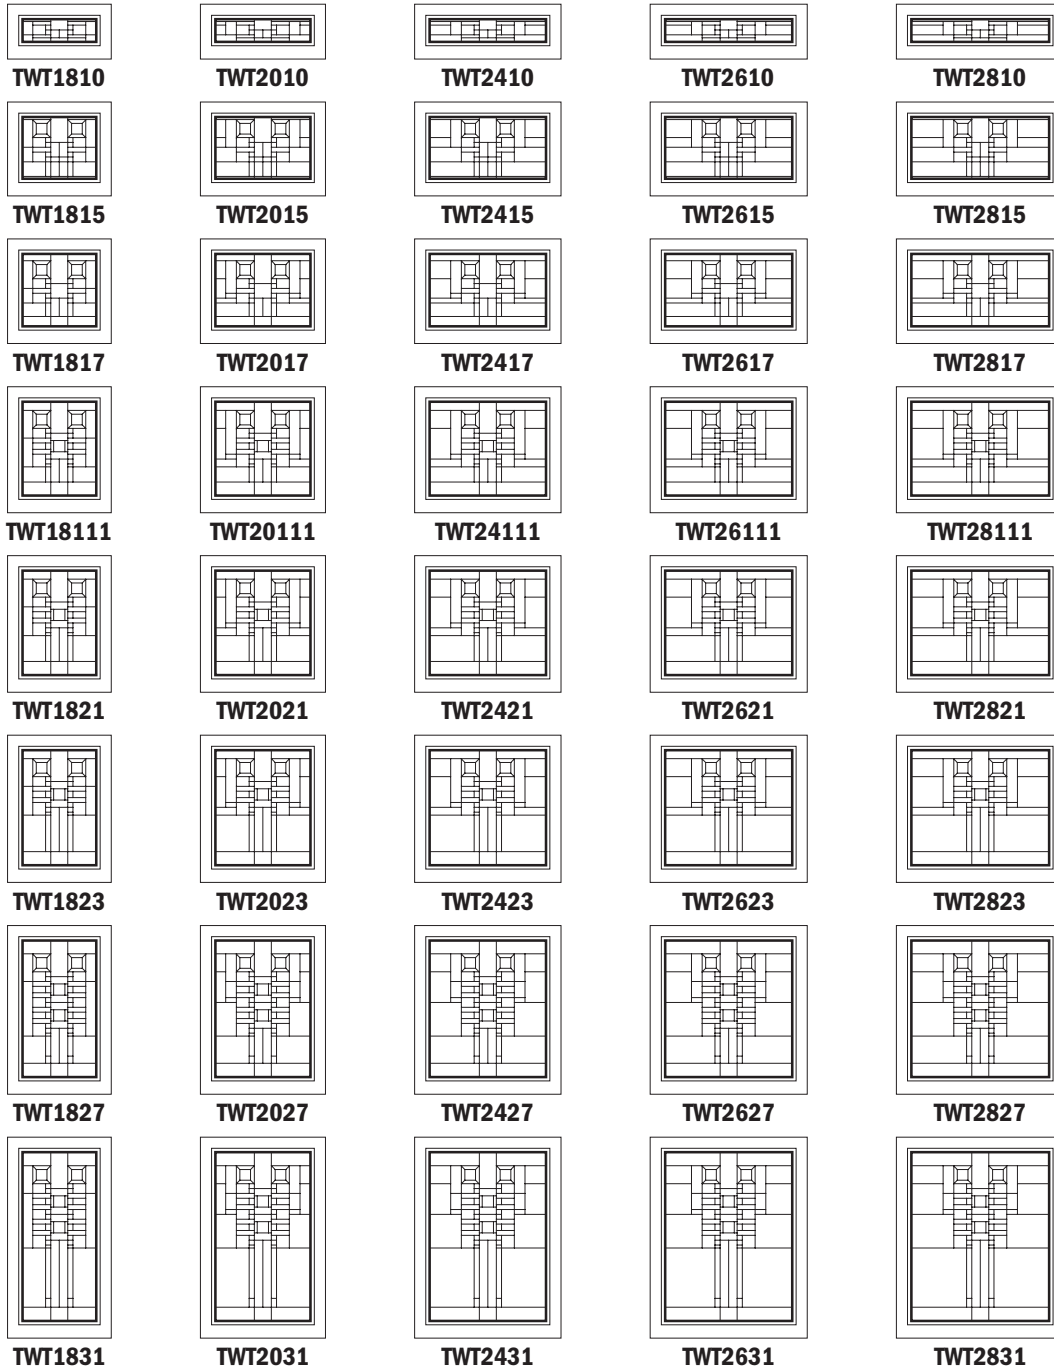 TWT1810 TWT2010 TWT2410 TWT2610 TWT2810
TWT1815 TWT2015 TWT2415 TWT2615 TWT2815
TWT1817 TWT2017 TWT2417 TWT2617 TWT2817
TWT18111 TWT20111 TWT24111 TWT26111 TWT28111
TWT1821 TWT2021 TWT2421 TWT2621 TWT2821
TWT1823 TWT2023 TWT2423 TWT2623 TWT2823
TWT1827 TWT2027 TWT2427 TWT2627 TWT2827
TWT1831 TWT2031 TWT2431 TWT2631 TWT2831